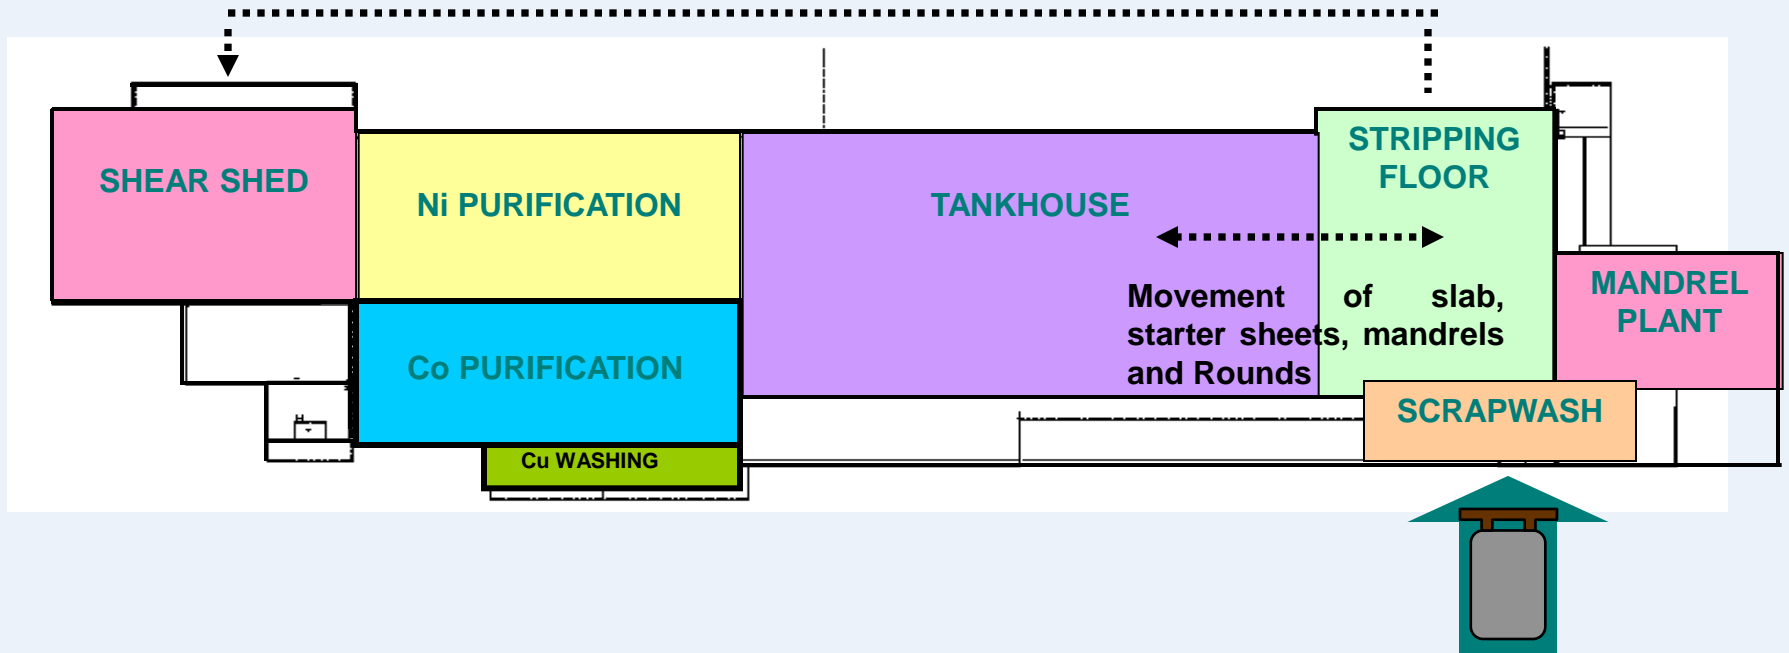 SHEAR SHED
Ni PURIFICATION
TANKHOUSE
STRIPPING
FLOOR
Movement of slab,
starter sheets, mandrels
and Rounds
MANDREL
PLANT
Co PURIFICATION
SCRAPWASH
Cu WASHING